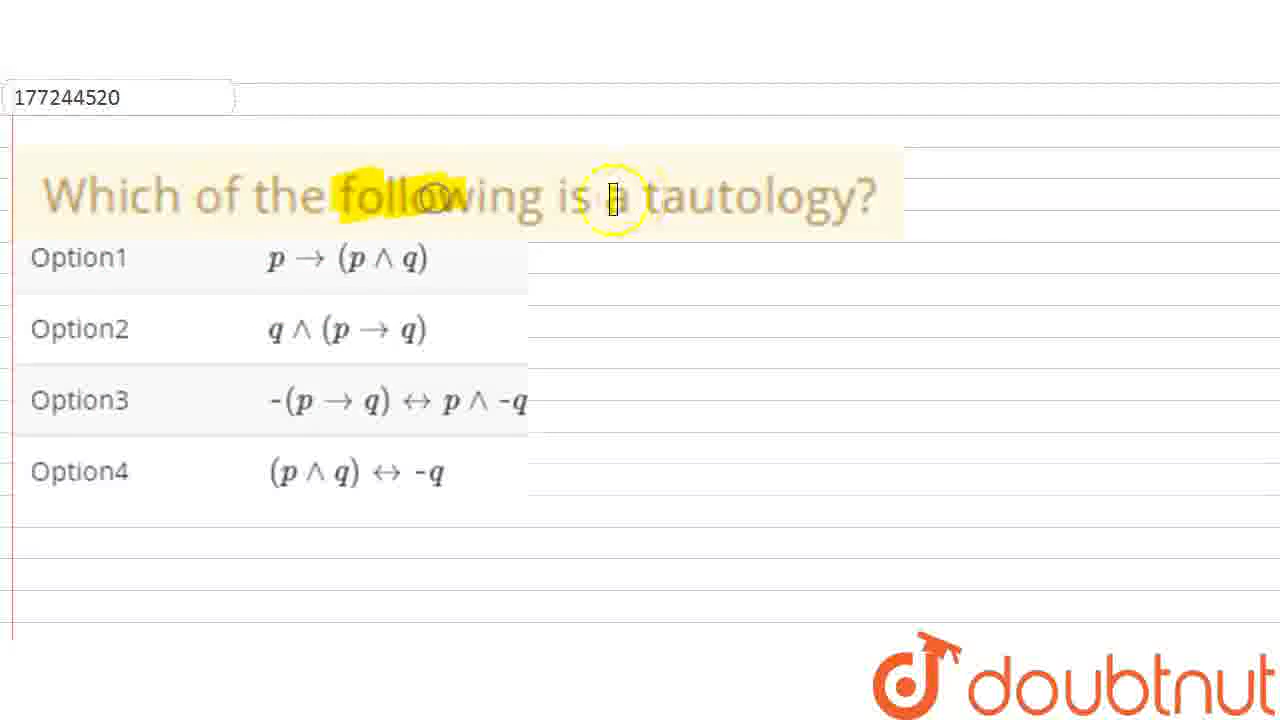 177244520
Which of the following is a tautology?
Option1 p → (p ∧ q)
Option2 q ∧ (p → q)
Option3 -(p → q) ↔ p ∧ -q
Option4 (p ∧ q) ↔ -q
doubtnut